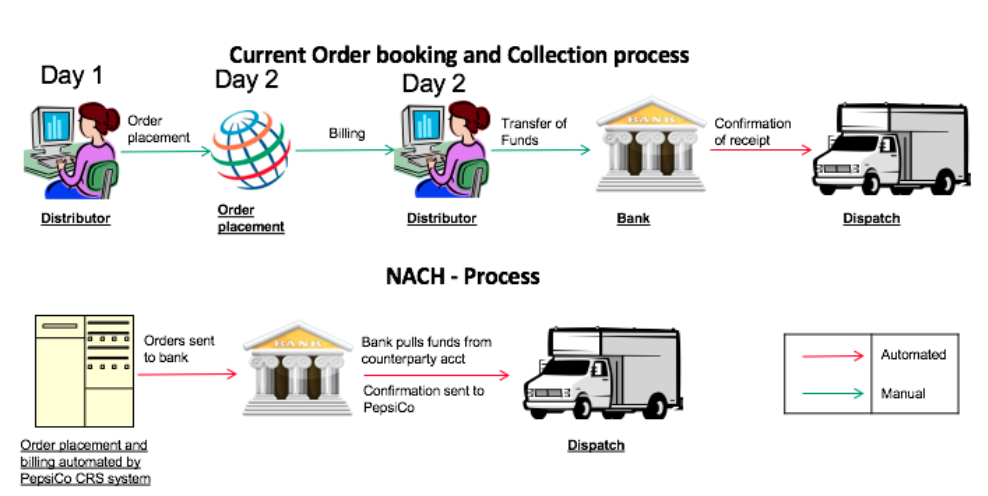 Current Order booking and Collection process
Day 1
Day 2
Day 2
Order
placement
Billing
Transfer of
Funds
BANK
Confirmation
of receipt
Distributor
Order
placement
Distributor
Bank
Dispatch
NACH - Process
Orders sent
to bank
BANK
Bank pulls funds from
counterparty acct
Confirmation sent to
PepsiCo
Automated
Manual
Dispatch
Order placement and
billing automated by
PepsiCo CRS system